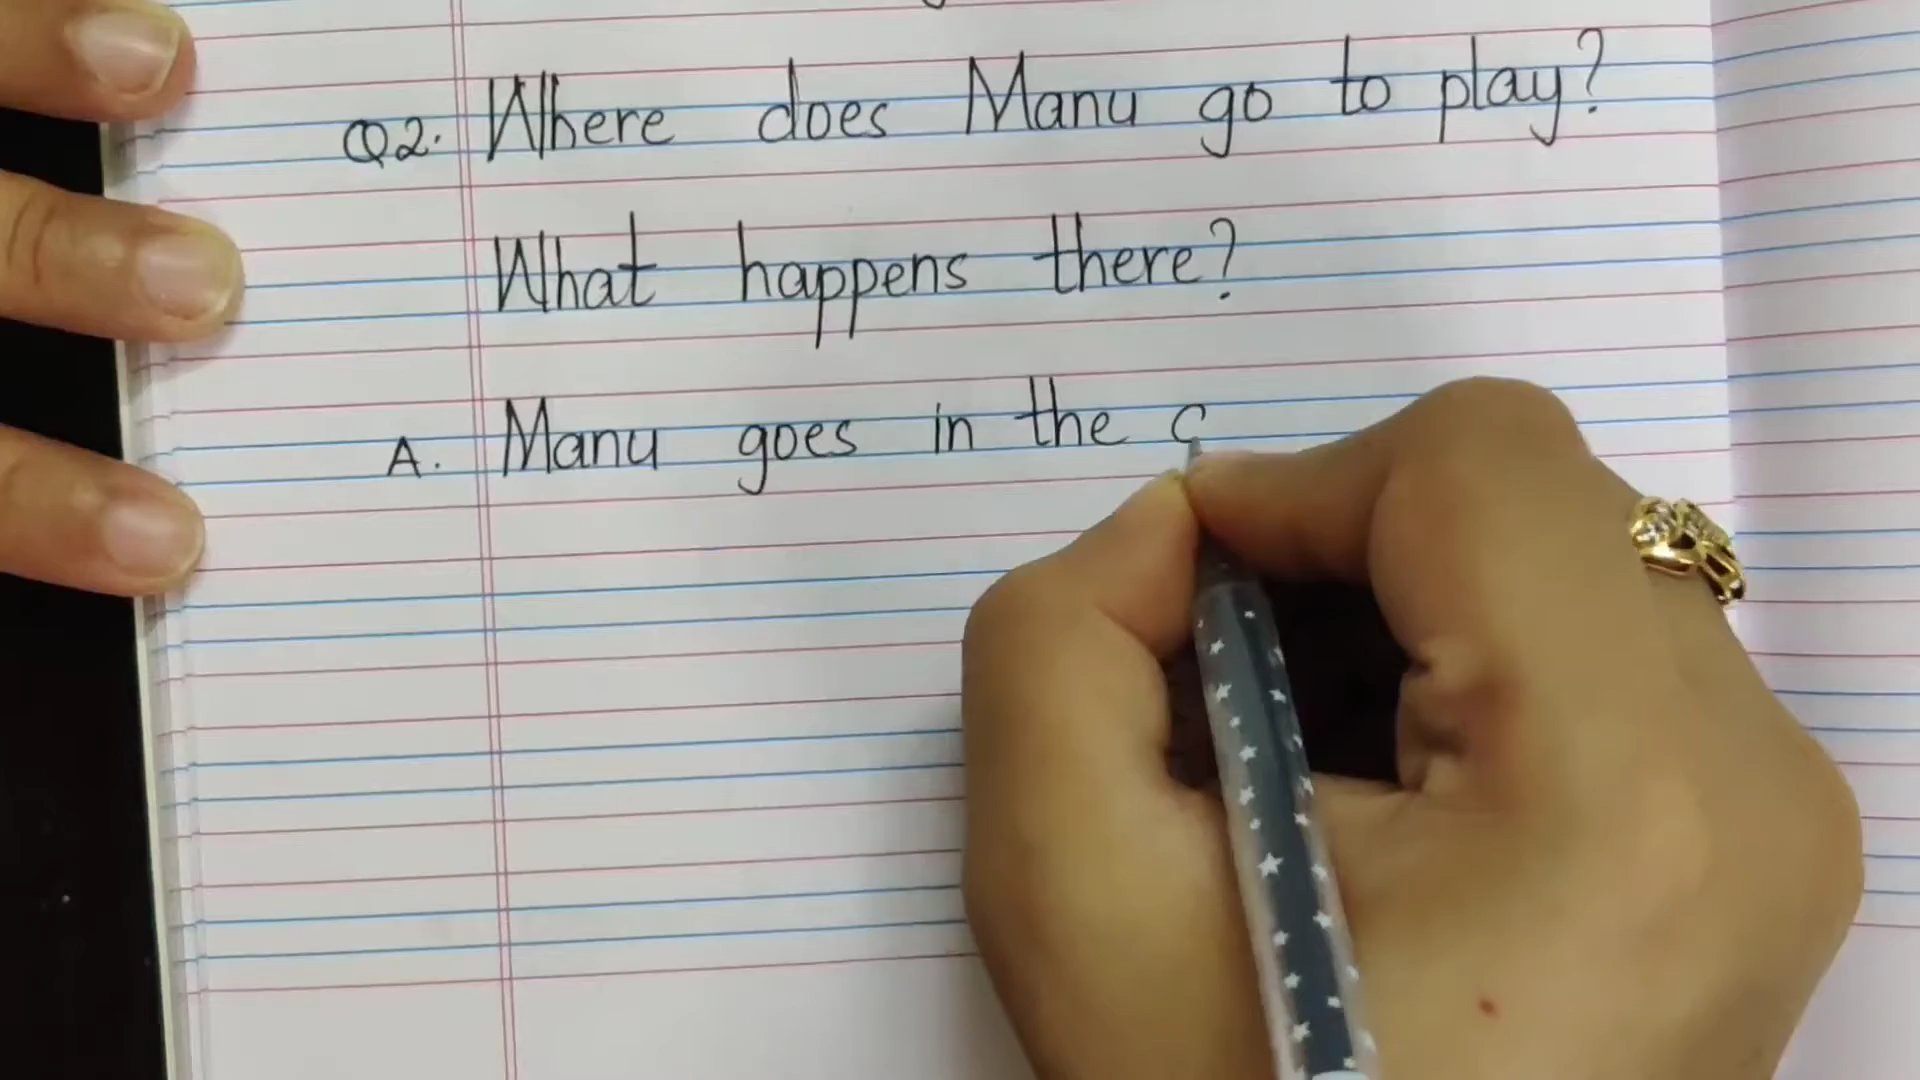 Q2. Where does Manu go to play?
What happens there?
A. Manu goes in the